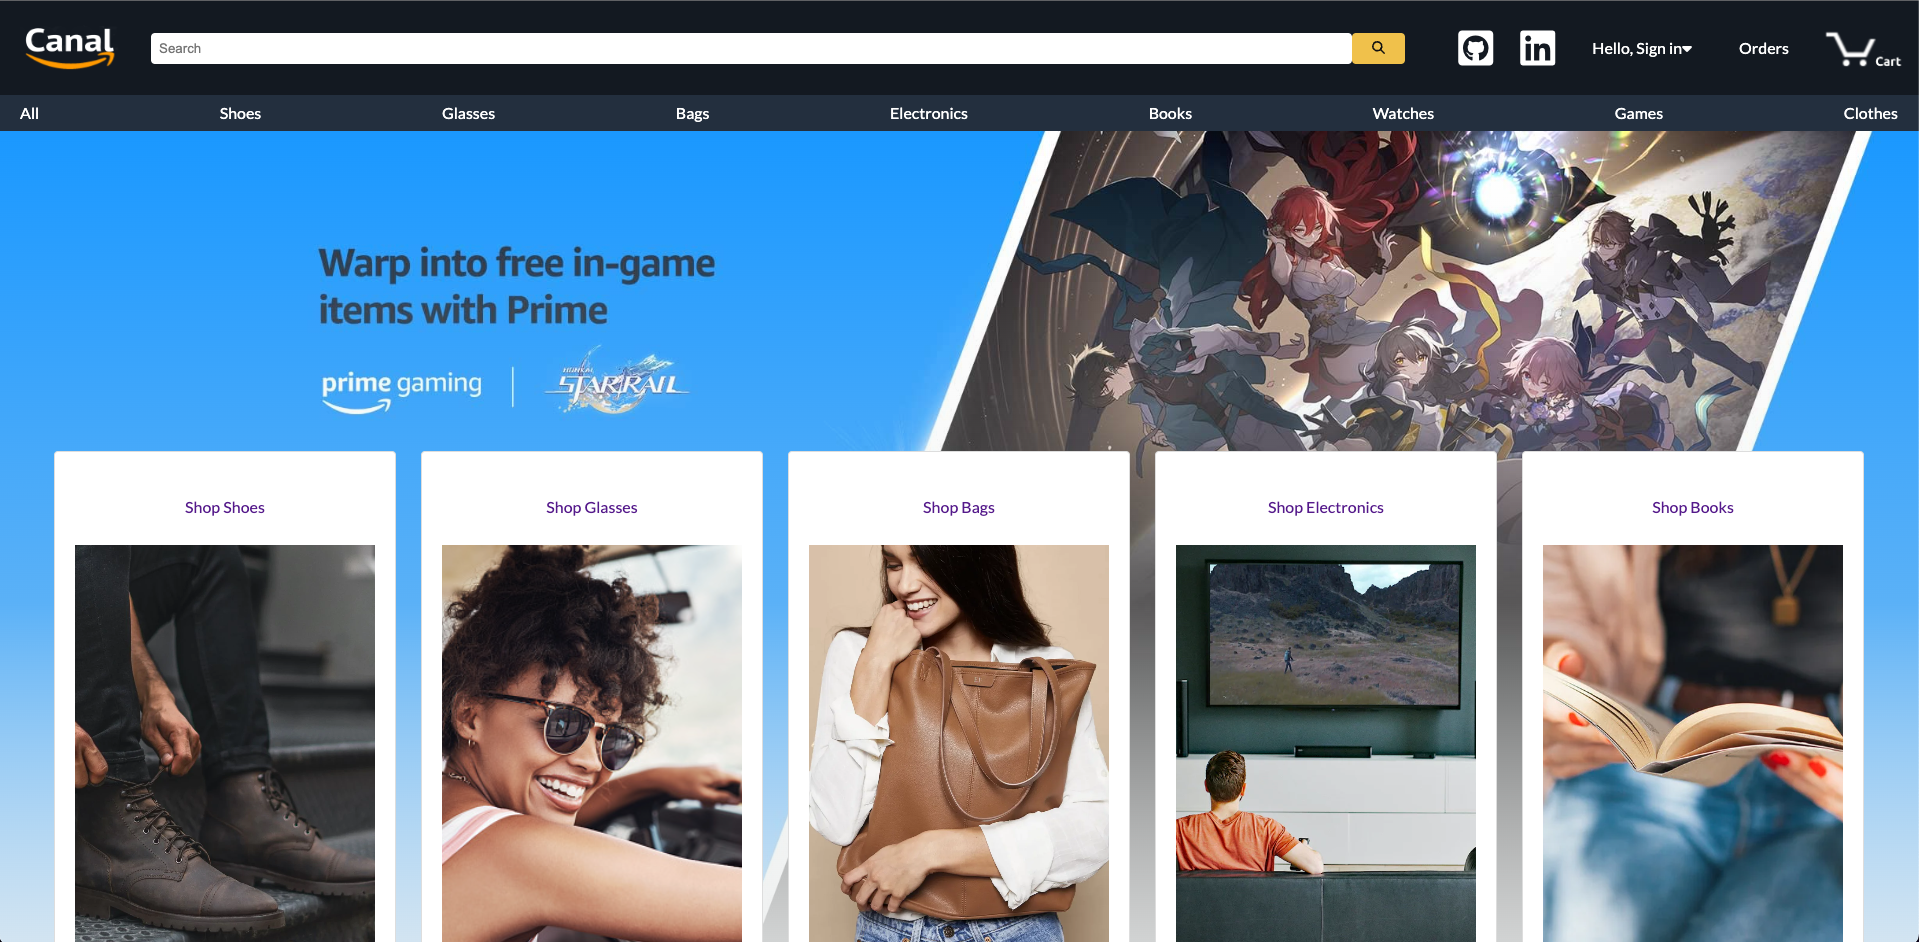 Canal
Search
in
Hello, Sign in
Orders
Cart
All
Shoes
Glasses
Bags
Electronics
Books
Watches
Games
Clothes
Warp into free in-game
items with Prime
prime gaming
HONKAI
STAR RAIL
Shop Shoes
Shop Glasses
Shop Bags
Shop Electronics
Shop Books